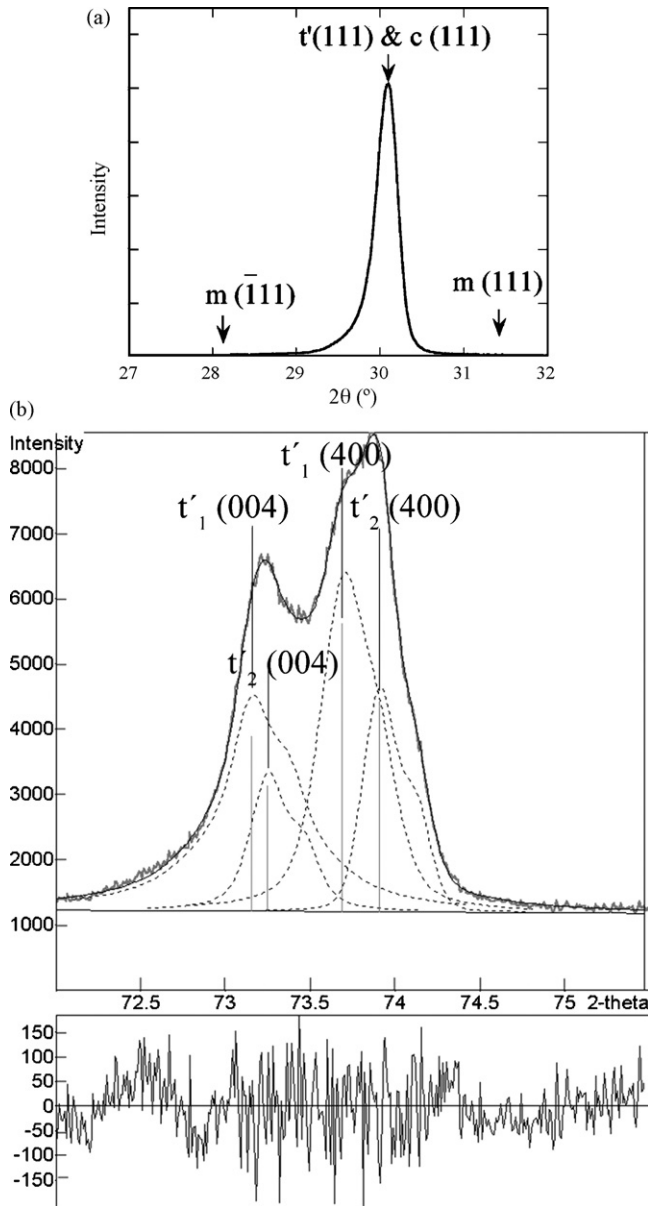 (a)
t'(111) & c (111)
Intensity
m (1̅11)
m (111)
27 28 29 30 31 32
2θ (º)
(b)
Intensity
8000
7000
6000
5000
4000
3000
2000
1000
t´₁ (400)
t´₁ (004)
t´₂ (400)
t´₂ (004)
72.5 73 73.5 74 74.5 75 2-theta
150
100
50
0
-50
-100
-150